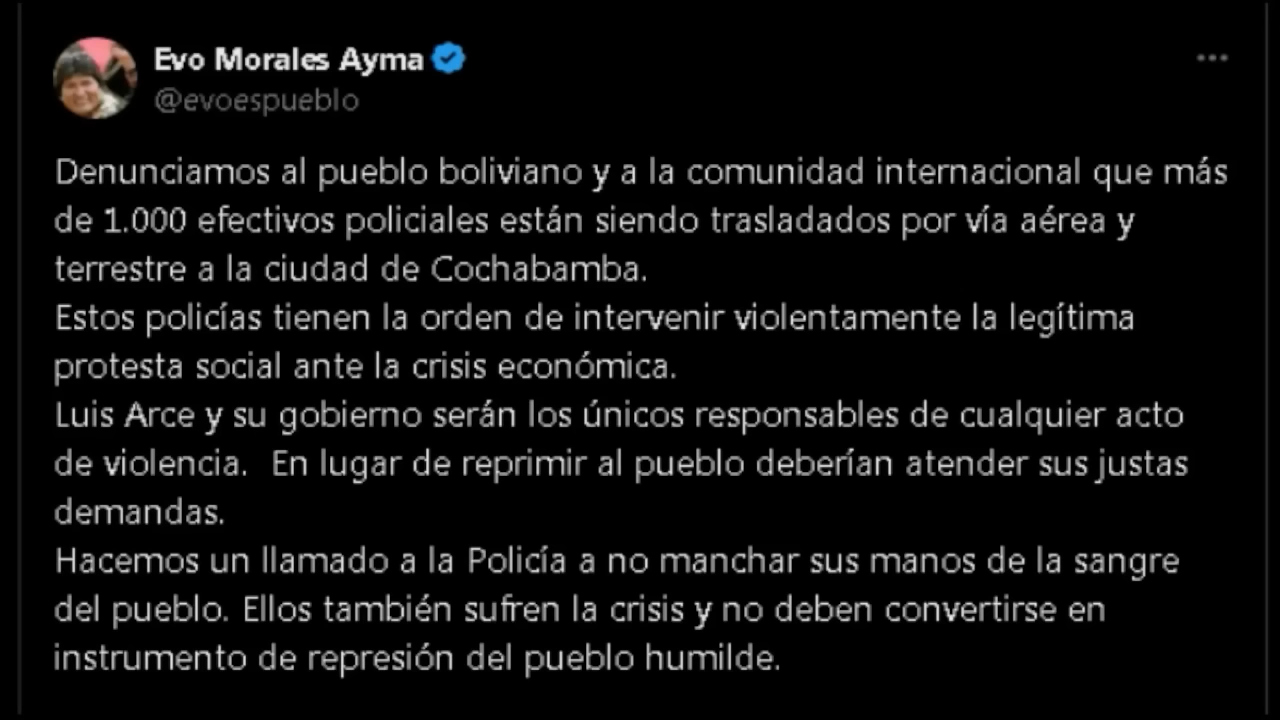 Evo Morales Ayma
@evoespueblo
Denunciamos al pueblo boliviano y a la comunidad internacional que más
de 1.000 efectivos policiales están siendo trasladados por vía aérea y
terrestre a la ciudad de Cochabamba.
Estos policías tienen la orden de intervenir violentamente la legítima
protesta social ante la crisis económica.
Luis Arce y su gobierno serán los únicos responsables de cualquier acto
de violencia.  En lugar de reprimir al pueblo deberían atender sus justas
demandas.
Hacemos un llamado a la Policía a no manchar sus manos de la sangre
del pueblo. Ellos también sufren la crisis y no deben convertirse en
instrumento de represión del pueblo humilde.